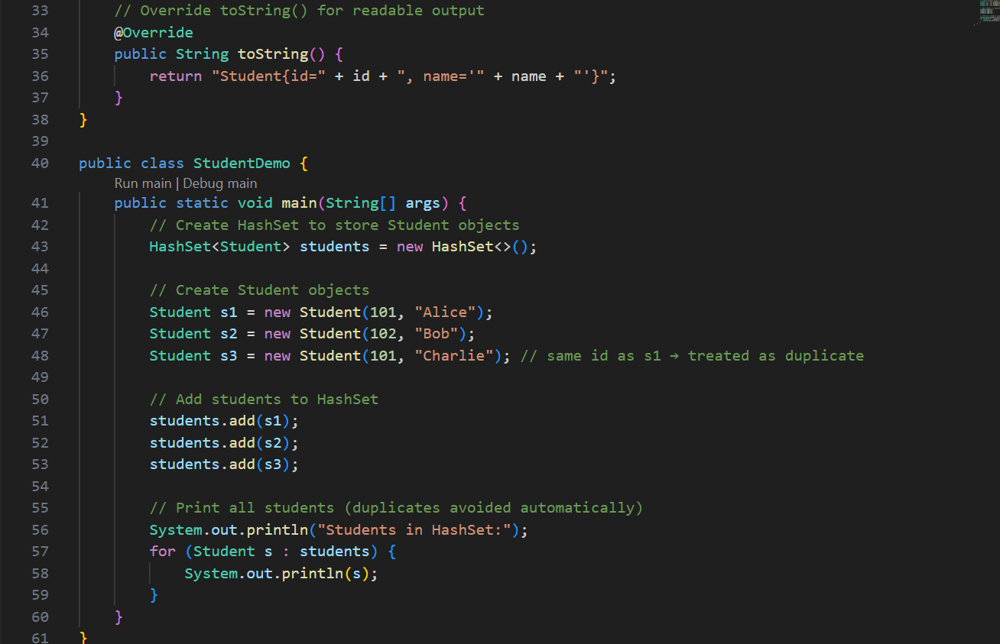 33 // Override toString() for readable output
34 @Override
35 public String toString() {
36 return "Student{id=" + id + ", name='" + name + "'}";
37 }
38 }
39
40 public class StudentDemo {
Run main | Debug main
41 public static void main(String[] args) {
42 // Create HashSet to store Student objects
43 HashSet<Student> students = new HashSet<>();
44
45 // Create Student objects
46 Student s1 = new Student(101, "Alice");
47 Student s2 = new Student(102, "Bob");
48 Student s3 = new Student(101, "Charlie"); // same id as s1 → treated as duplicate
49
50 // Add students to HashSet
51 students.add(s1);
52 students.add(s2);
53 students.add(s3);
54
55 // Print all students (duplicates avoided automatically)
56 System.out.println("Students in HashSet:");
57 for (Student s : students) {
58 System.out.println(s);
59 }
60 }
61 }